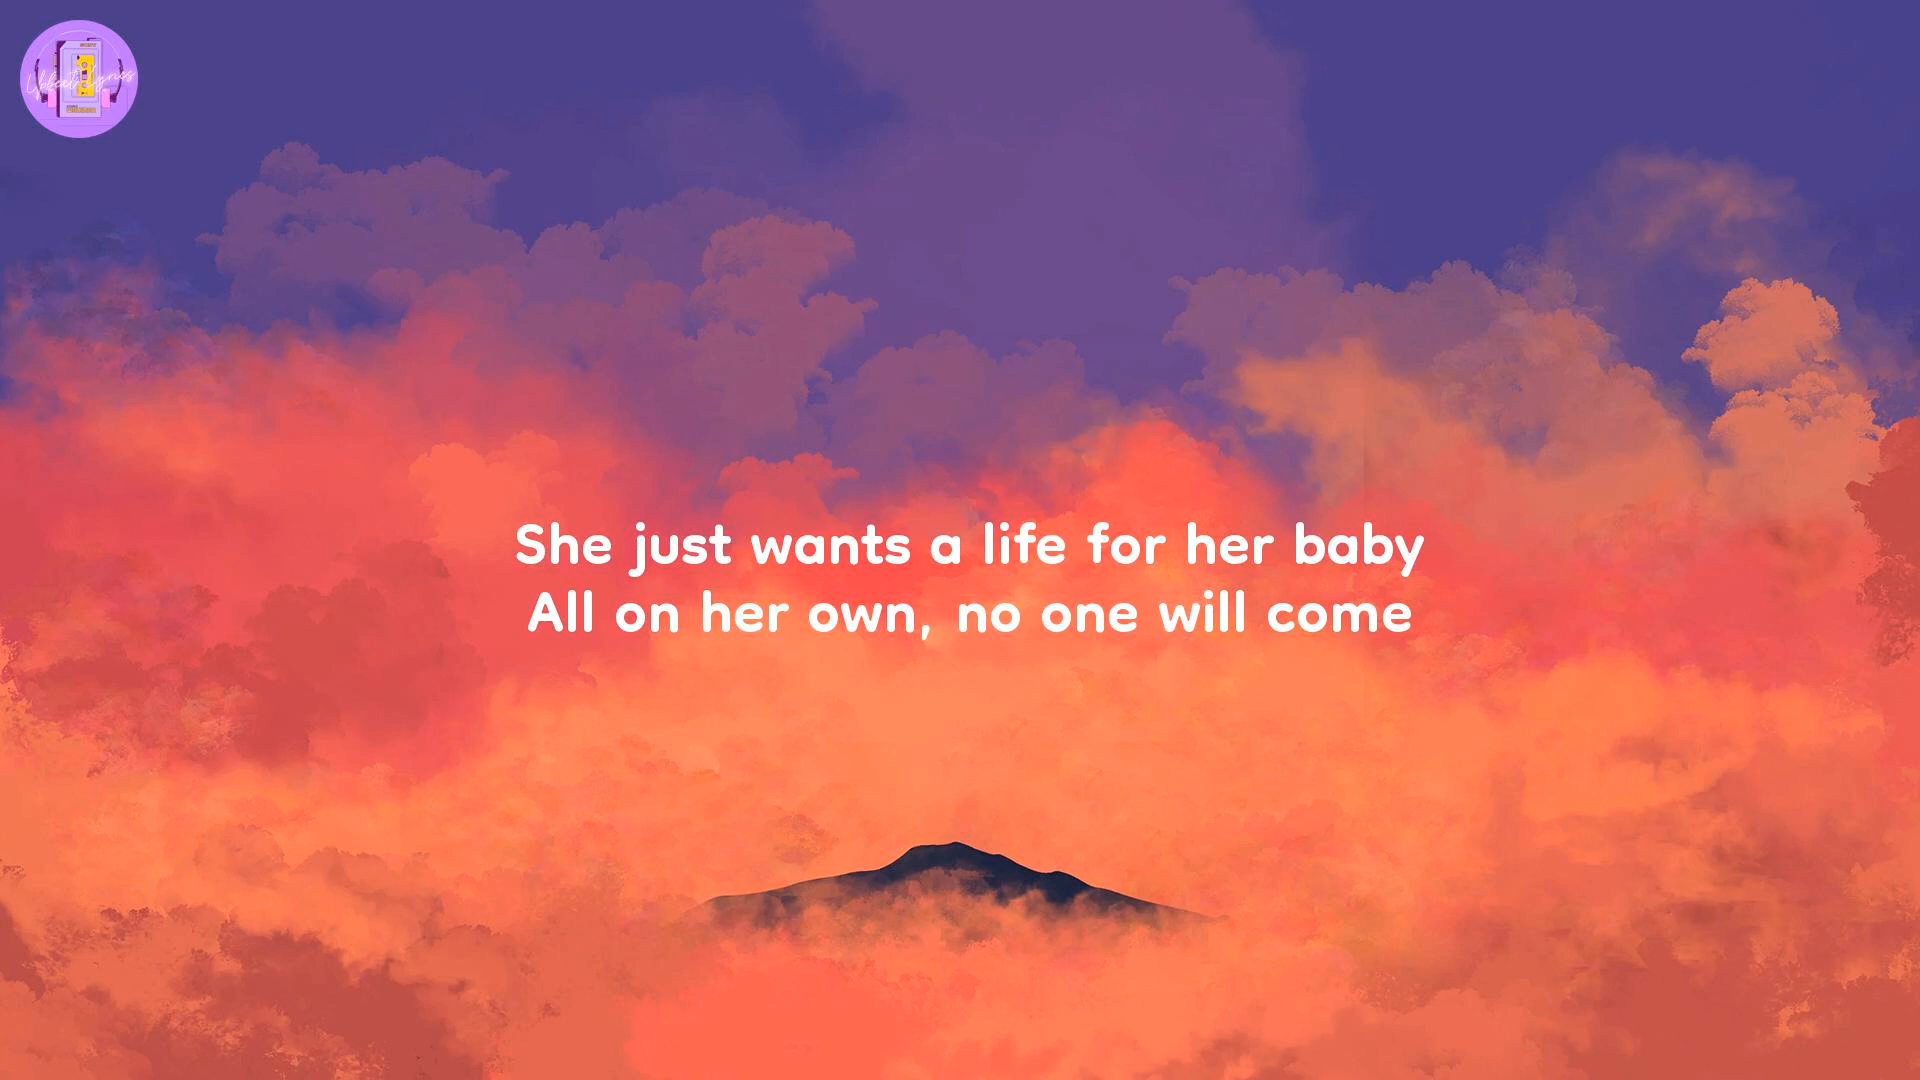 She just wants a life for her baby
All on her own, no one will come